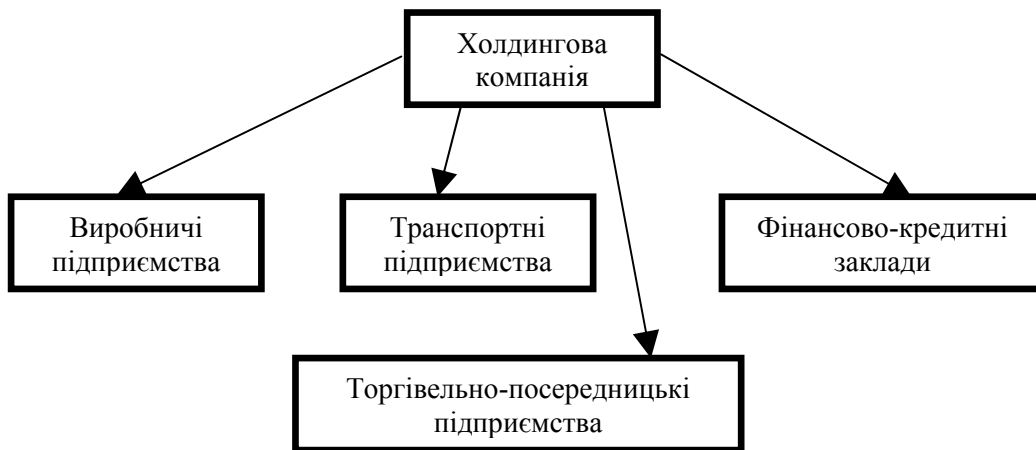 Холдингова
компанія
Виробничі
підприємства
Транспортні
підприємства
Фінансово-кредитні
заклади
Торгівельно-посередницькі
підприємства